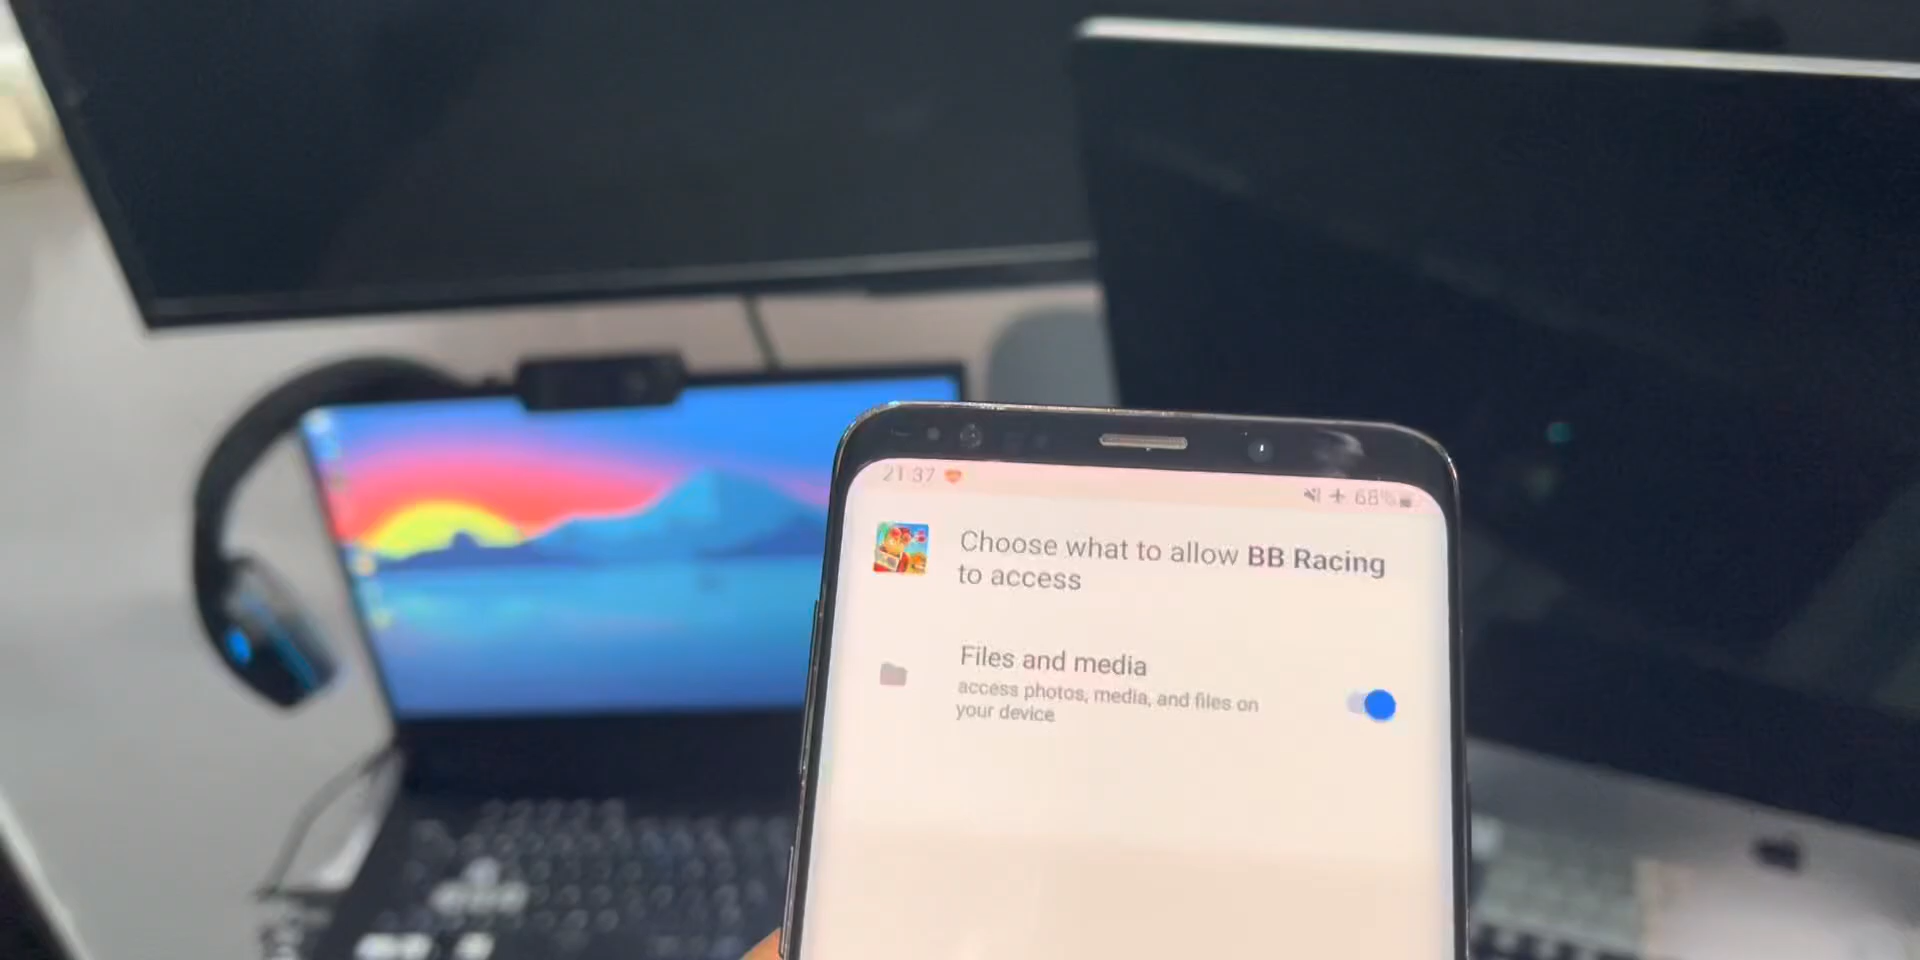 21:37 68%
Choose what to allow BB Racing
to access
Files and media
access photos, media, and files on
your device